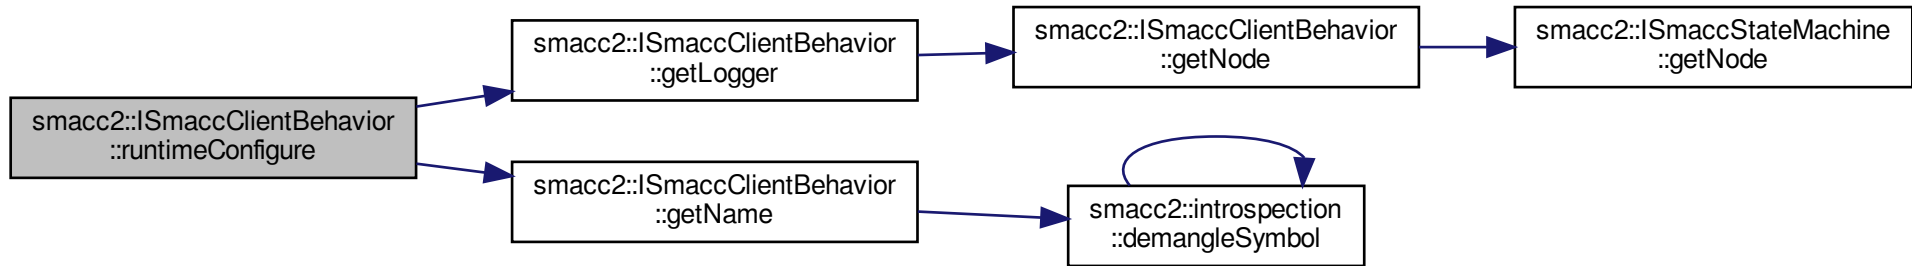 smacc2::ISmaccClientBehavior
::runtimeConfigure
smacc2::ISmaccClientBehavior
::getLogger
smacc2::ISmaccClientBehavior
::getNode
smacc2::ISmaccStateMachine
::getNode
smacc2::ISmaccClientBehavior
::getName
smacc2::introspection
::demangleSymbol